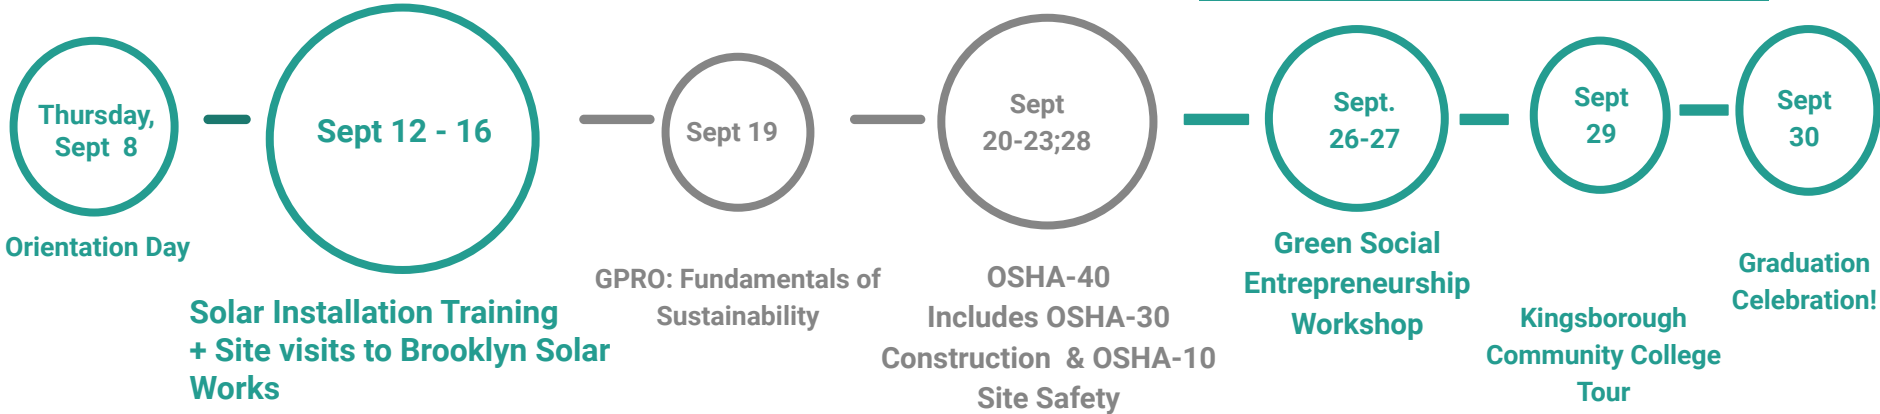 Thursday,
Sept 8
Orientation Day
Sept 12 - 16
Solar Installation Training
+ Site visits to Brooklyn Solar
Works
Sept 19
GPRO: Fundamentals of
Sustainability
Sept
20-23;28
OSHA-40
Includes OSHA-30
Construction & OSHA-10
Site Safety
Sept.
26-27
Green Social
Entrepreneurship
Workshop
Sept
29
Kingsborough
Community College
Tour
Sept
30
Graduation
Celebration!